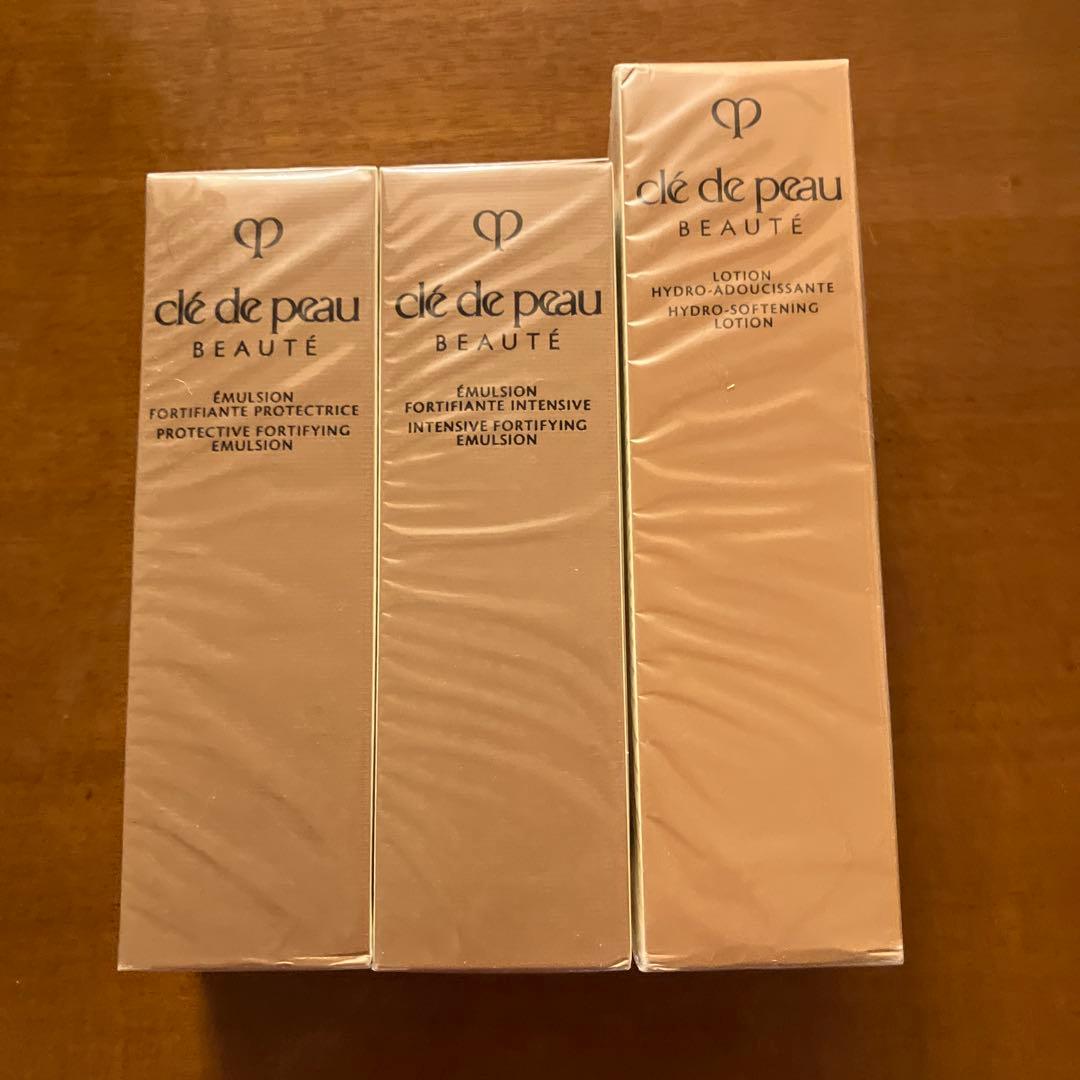 clé de peau
BEAUTÉ
ÉMULSION
FORTIFIANTE PROTECTRICE
PROTECTIVE FORTIFYING
EMULSION
clé de peau
BEAUTÉ
ÉMULSION
FORTIFIANTE INTENSIVE
INTENSIVE FORTIFYING
EMULSION
clé de peau
BEAUTÉ
LOTION
HYDRO-ADOUCISSANTE
HYDRO-SOFTENING
LOTION